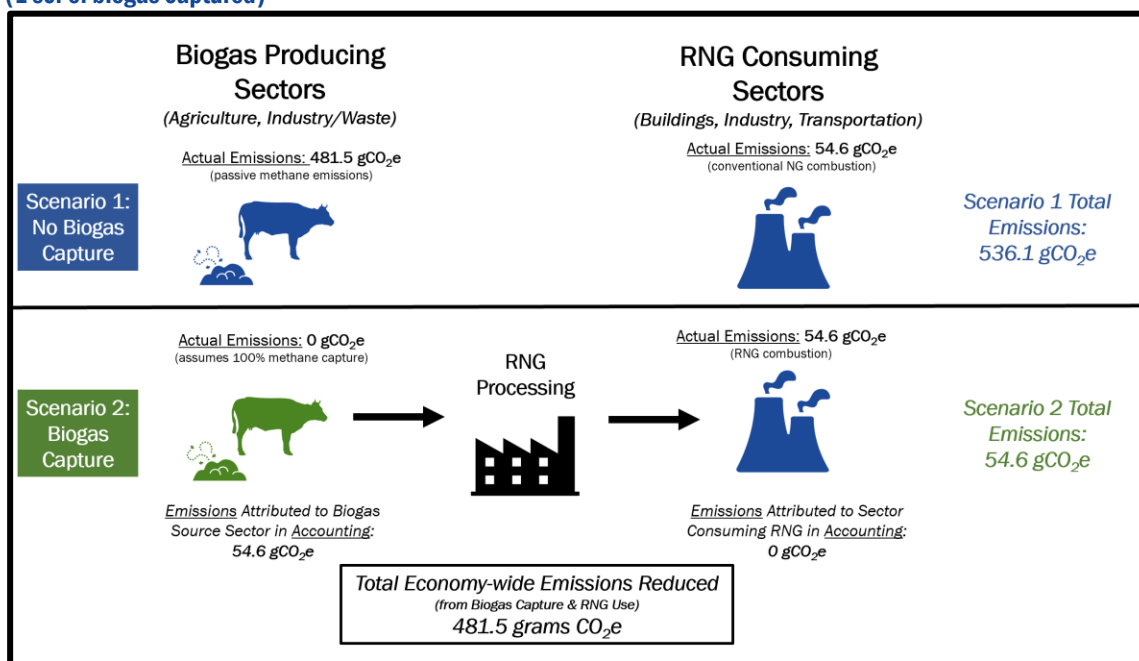 (1 scf of biogas captured)
Biogas Producing
Sectors
(Agriculture, Industry/Waste)
RNG Consuming
Sectors
(Buildings, Industry, Transportation)
Actual Emissions: 481.5 gCO₂e
(passive methane emissions)
Actual Emissions: 54.6 gCO₂e
(conventional NG combustion)
Scenario 1:
No Biogas
Capture
Scenario 1 Total
Emissions:
536.1 gCO₂e
Actual Emissions: 0 gCO₂e
(assumes 100% methane capture)
RNG
Processing
Actual Emissions: 54.6 gCO₂e
(RNG combustion)
Scenario 2:
Biogas
Capture
Scenario 2 Total
Emissions:
54.6 gCO₂e
Emissions Attributed to Biogas
Source Sector in Accounting:
54.6 gCO₂e
Emissions Attributed to Sector
Consuming RNG in Accounting:
0 gCO₂e
Total Economy-wide Emissions Reduced
(from Biogas Capture & RNG Use)
481.5 grams CO₂e